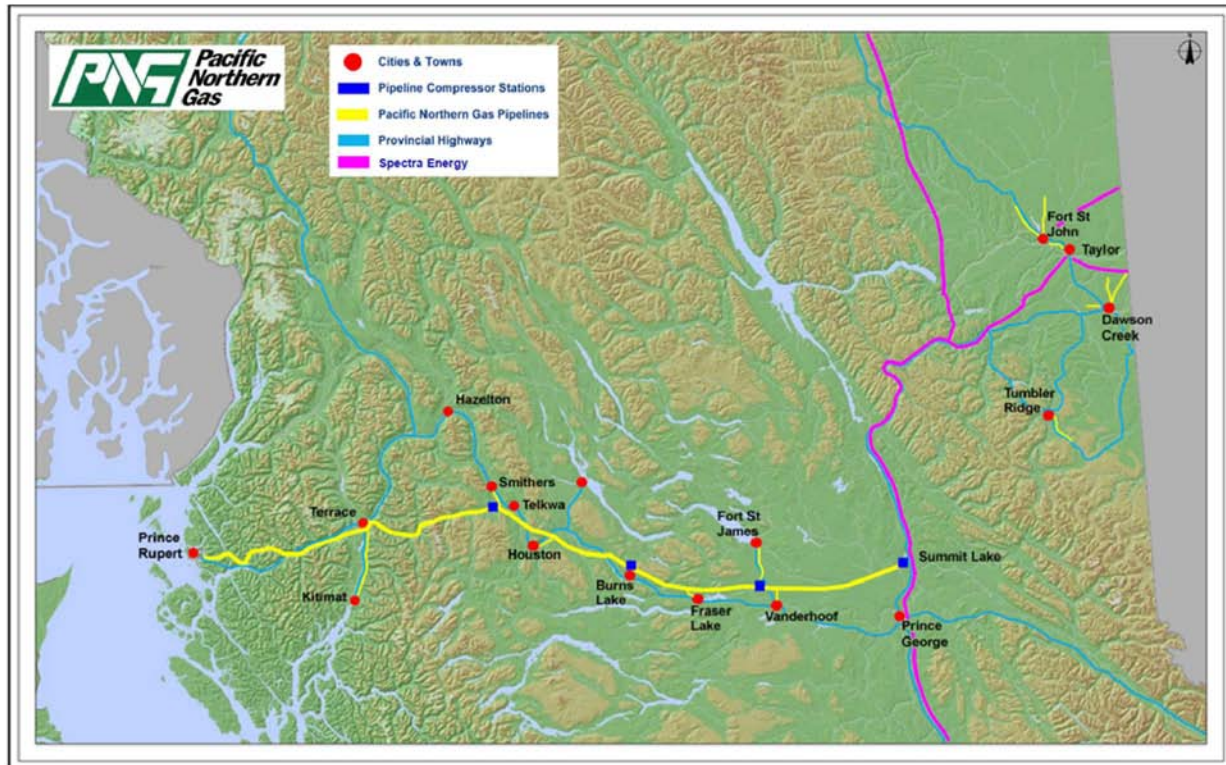 PNG
Pacific
Northern
Gas
Cities & Towns
Pipeline Compressor Stations
Pacific Northern Gas Pipelines
Provincial Highways
Spectra Energy
N
Fort St
John
Taylor
Dawson
Creek
Tumbler
Ridge
Hazelton
Smithers
Telkwa
Terrace
Fort St
James
Prince
Rupert
Houston
Summit Lake
Kitimat
Burns
Lake
Fraser
Lake
Vanderhoof
Prince
George